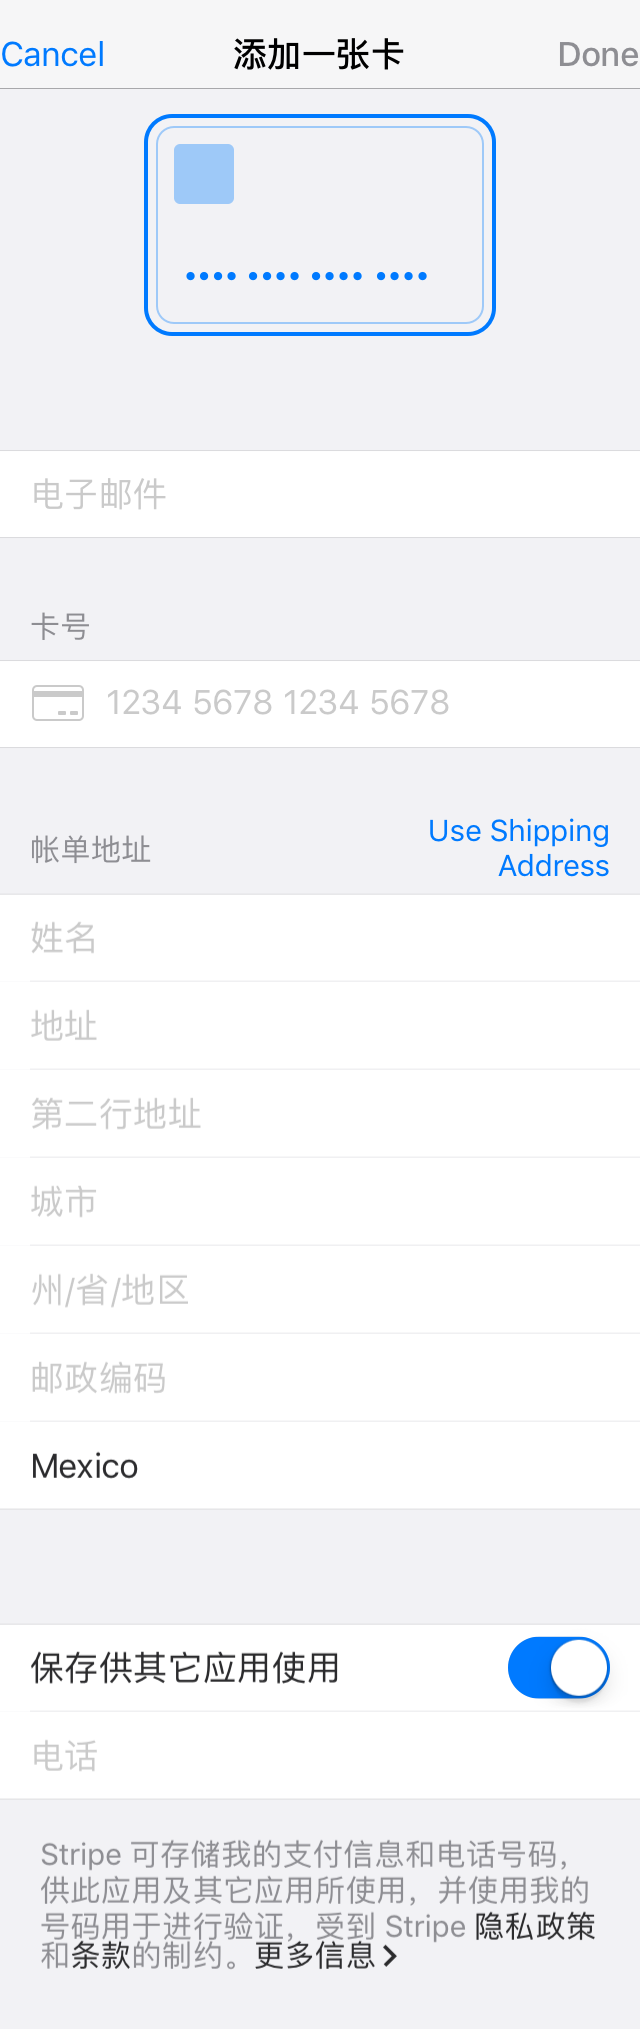 Cancel 添加一张卡 Done
•••• •••• •••• ••••
电子邮件
卡号
1234 5678 1234 5678
帐单地址
Use Shipping
Address
姓名
地址
第二行地址
城市
州/省/地区
邮政编码
Mexico
保存供其它应用使用
电话
Stripe 可存储我的支付信息和电话号码，
供此应用及其它应用所使用，并使用我的
号码用于进行验证，受到 Stripe 隐私政策
和条款的制约。更多信息